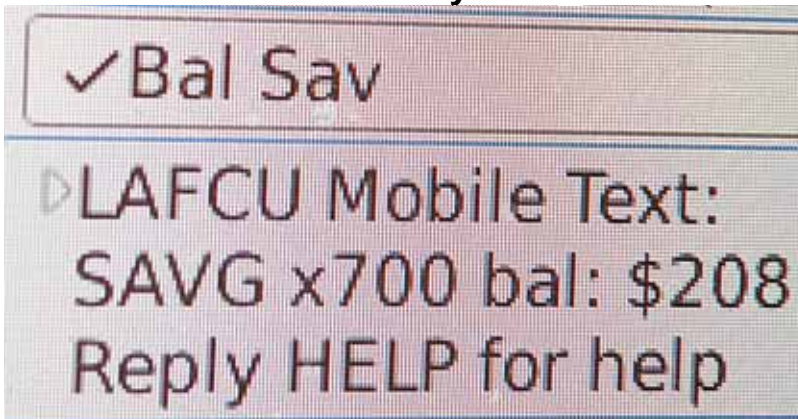 ✓Bal Sav
LAFCU Mobile Text:
SAVG x700 bal: $208
Reply HELP for help